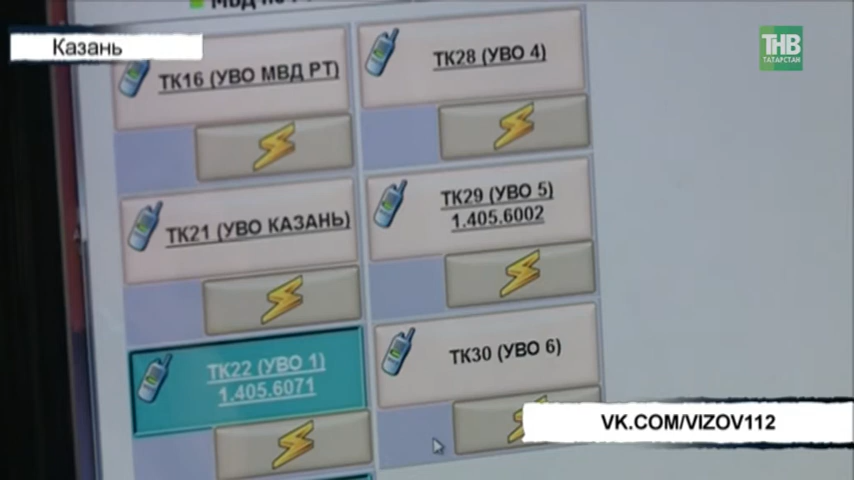 Казань
ТНВ
ТАТАРСТАН
ТК16 (УВО МВД РТ)
ТК28 (УВО 4)
ТК21 (УВО КАЗАНЬ)
ТК29 (УВО 5)
1.405.6002
ТК22 (УВО 1)
1.405.6071
ТК30 (УВО 6)
VK.COM/VIZOV112